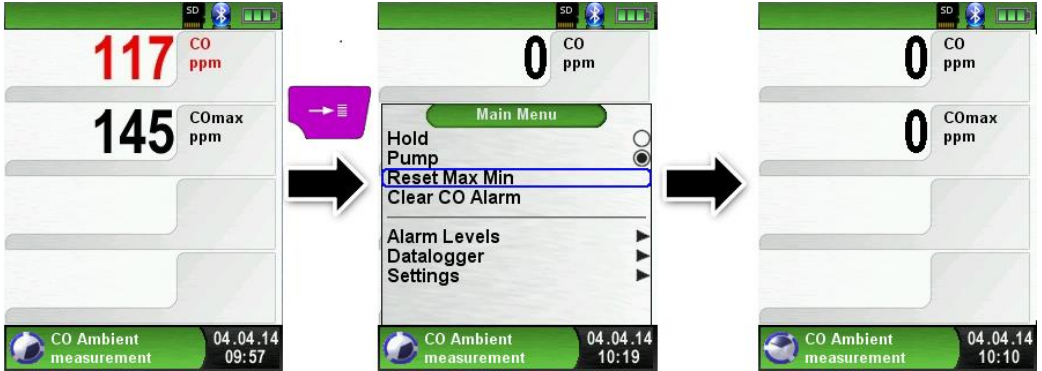 SD
117 CO ppm
145 COmax ppm
CO Ambient measurement
04.04.14
09:57
SD
0 CO ppm
Main Menu
Hold
Pump
Reset Max Min
Clear CO Alarm
Alarm Levels
Datalogger
Settings
CO Ambient measurement
04.04.14
10:19
SD
0 CO ppm
0 COmax ppm
CO Ambient measurement
04.04.14
10:10